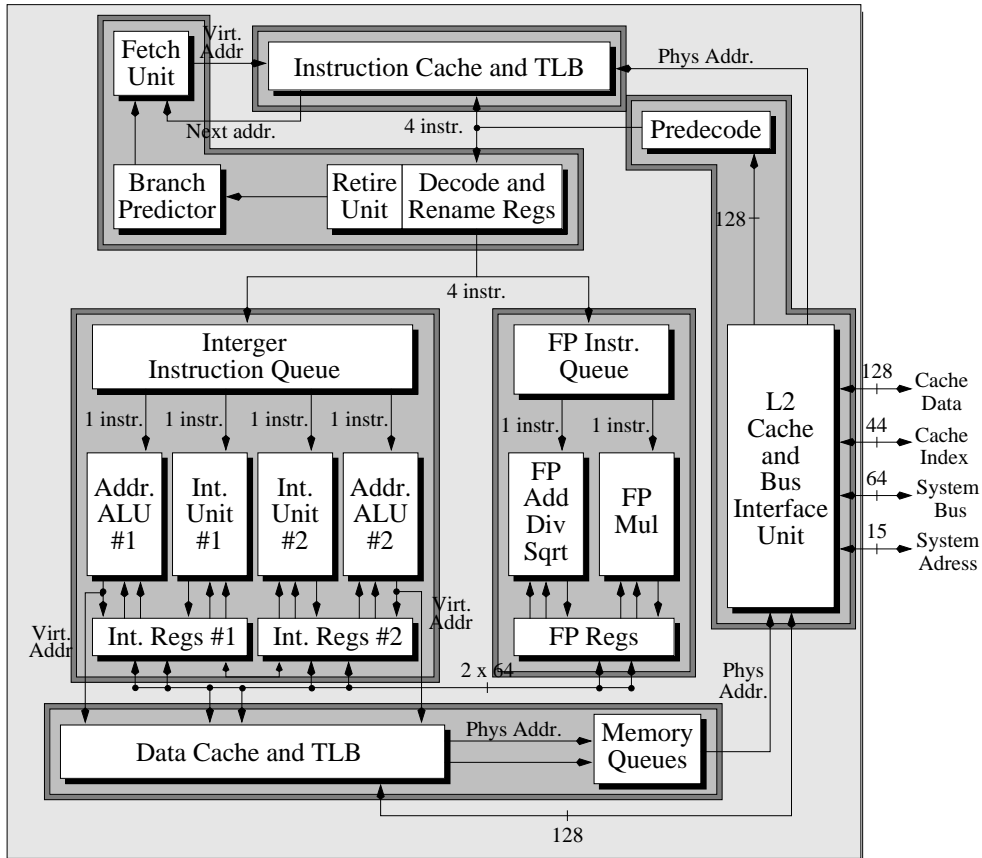 Virt.
Addr
Fetch
Unit
Instruction Cache and TLB
Phys Addr.
Next addr.
4 instr.
Predecode
Branch
Predictor
Retire
Unit
Decode and
Rename Regs
128
4 instr.
Interger
Instruction Queue
FP Instr.
Queue
1 instr.
1 instr.
1 instr.
1 instr.
1 instr.
1 instr.
Addr.
ALU
#1
Int.
Unit
#1
Int.
Unit
#2
Addr.
ALU
#2
FP
Add
Div
Sqrt
FP
Mul
L2
Cache
and
Bus
Interface
Unit
128
Cache
Data
44
Cache
Index
64
System
Bus
15
System
Adress
Virt.
Addr
Int. Regs #1
Int. Regs #2
Virt.
Addr
FP Regs
2 x 64
Phys
Addr.
Data Cache and TLB
Phys Addr.
Memory
Queues
128